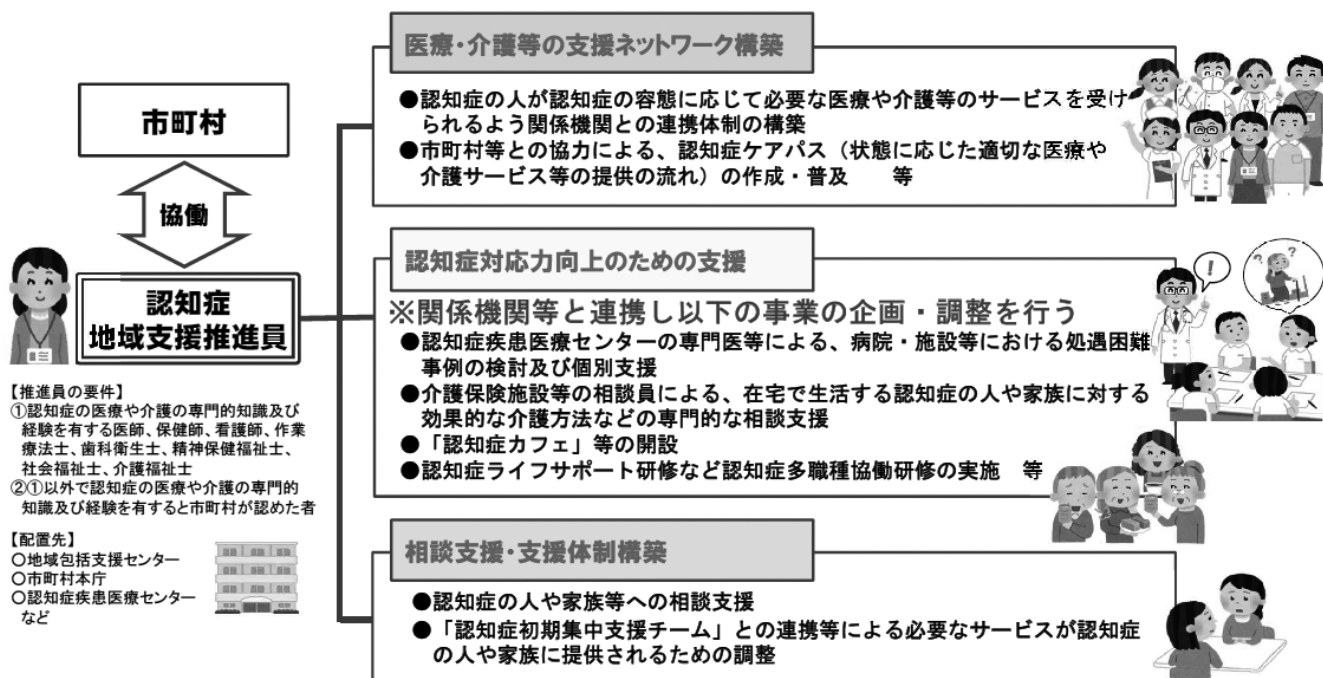 市町村
協働
認知症
地域支援推進員
【推進員の要件】
①認知症の医療や介護の専門的知識及び
経験を有する医師、保健師、看護師、作業
療法士、歯科衛生士、精神保健福祉士、
社会福祉士、介護福祉士
②①以外で認知症の医療や介護の専門的
知識及び経験を有すると市町村が認めた者
【配置先】
○地域包括支援センター
○市町村本庁
○認知症疾患医療センター
など
医療・介護等の支援ネットワーク構築
●認知症の人が認知症の容態に応じて必要な医療や介護等のサービスを受け
られるよう関係機関との連携体制の構築
●市町村等との協力による、認知症ケアパス（状態に応じた適切な医療や
介護サービス等の提供の流れ）の作成・普及　等
認知症対応力向上のための支援
※関係機関等と連携し以下の事業の企画・調整を行う
●認知症疾患医療センターの専門医等による、病院・施設等における処遇困難
事例の検討及び個別支援
●介護保険施設等の相談員による、在宅で生活する認知症の人や家族に対する
効果的な介護方法などの専門的な相談支援
●「認知症カフェ」等の開設
●認知症ライフサポート研修など認知症多職種協働研修の実施　等
!
? ?
相談支援・支援体制構築
●認知症の人や家族等への相談支援
●「認知症初期集中支援チーム」との連携等による必要なサービスが認知症
の人や家族に提供されるための調整